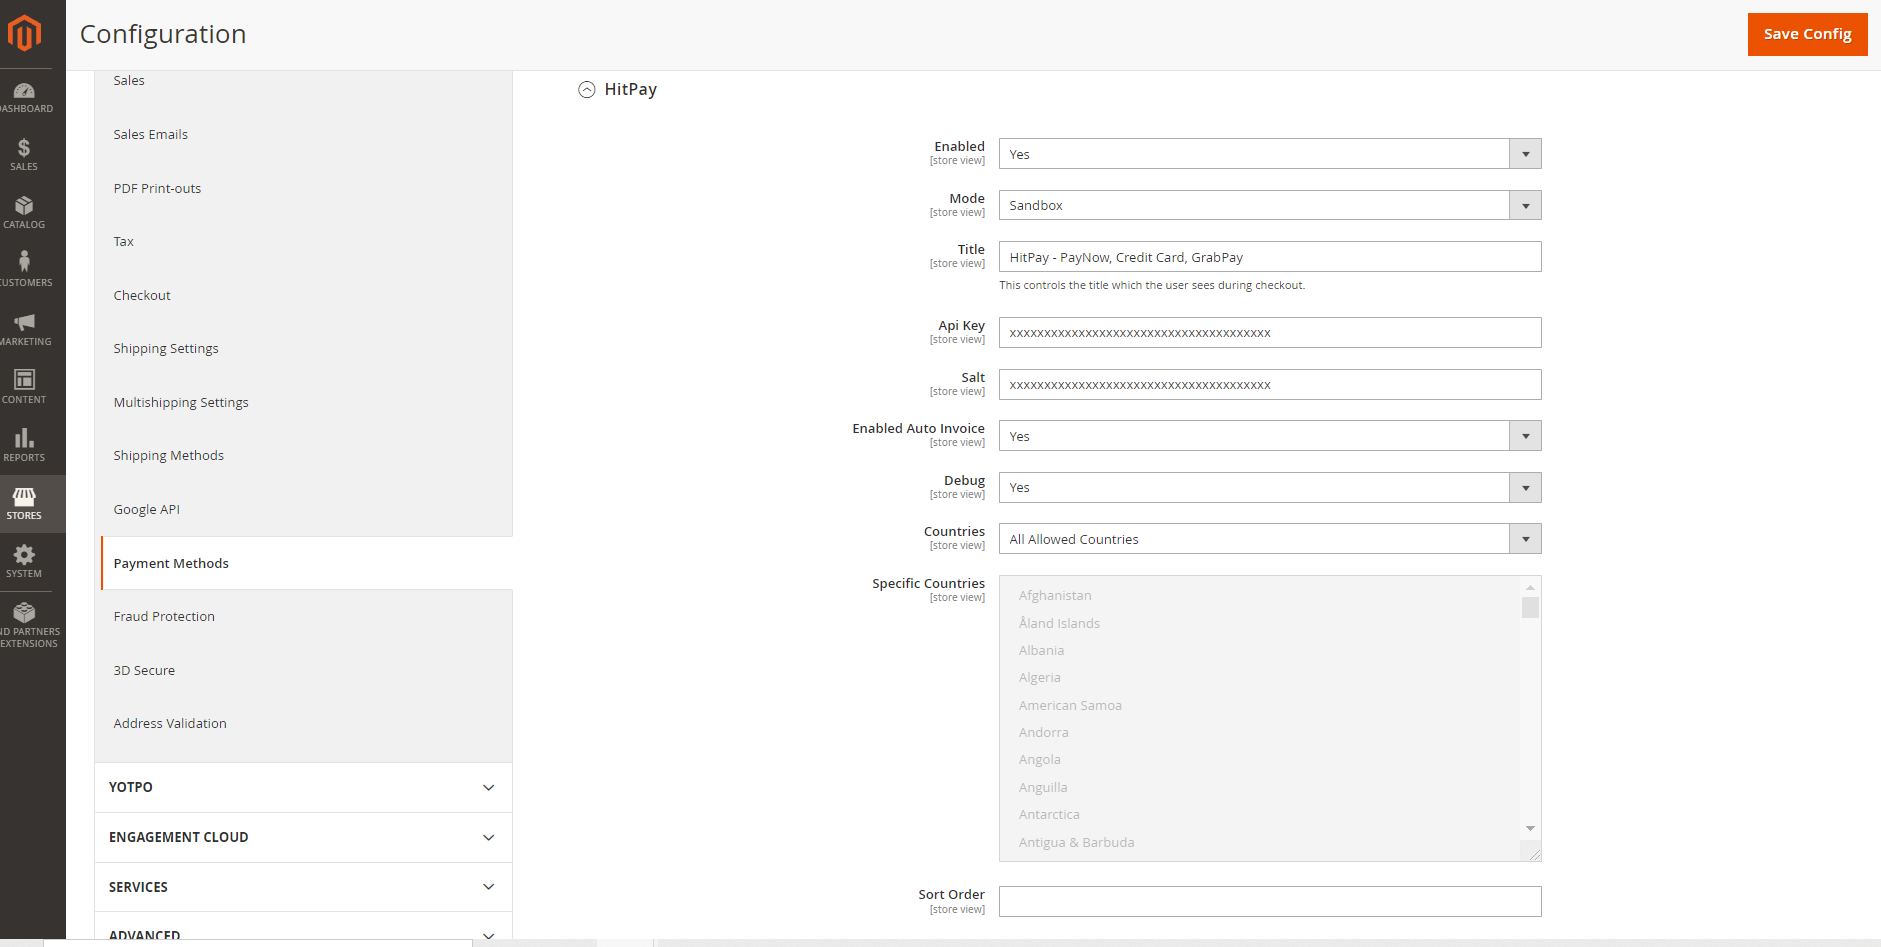 Configuration
Save Config
DASHBOARD
SALES
CATALOG
CUSTOMERS
MARKETING
CONTENT
REPORTS
STORES
SYSTEM
ND PARTNERS
EXTENSIONS
Sales
Sales Emails
PDF Print-outs
Tax
Checkout
Shipping Settings
Multishipping Settings
Shipping Methods
Google API
Payment Methods
Fraud Protection
3D Secure
Address Validation
YOTPO
ENGAGEMENT CLOUD
SERVICES
ADVANCED
HitPay
Enabled
[store view]
Yes
Mode
[store view]
Sandbox
Title
[store view]
HitPay - PayNow, Credit Card, GrabPay
This controls the title which the user sees during checkout.
Api Key
[store view]
xxxxxxxxxxxxxxxxxxxxxxxxxxxxxxxxxxxxxx
Salt
[store view]
xxxxxxxxxxxxxxxxxxxxxxxxxxxxxxxxxxxxxx
Enabled Auto Invoice
[store view]
Yes
Debug
[store view]
Yes
Countries
[store view]
All Allowed Countries
Specific Countries
[store view]
Afghanistan
Åland Islands
Albania
Algeria
American Samoa
Andorra
Angola
Anguilla
Antarctica
Antigua & Barbuda
Sort Order
[store view]